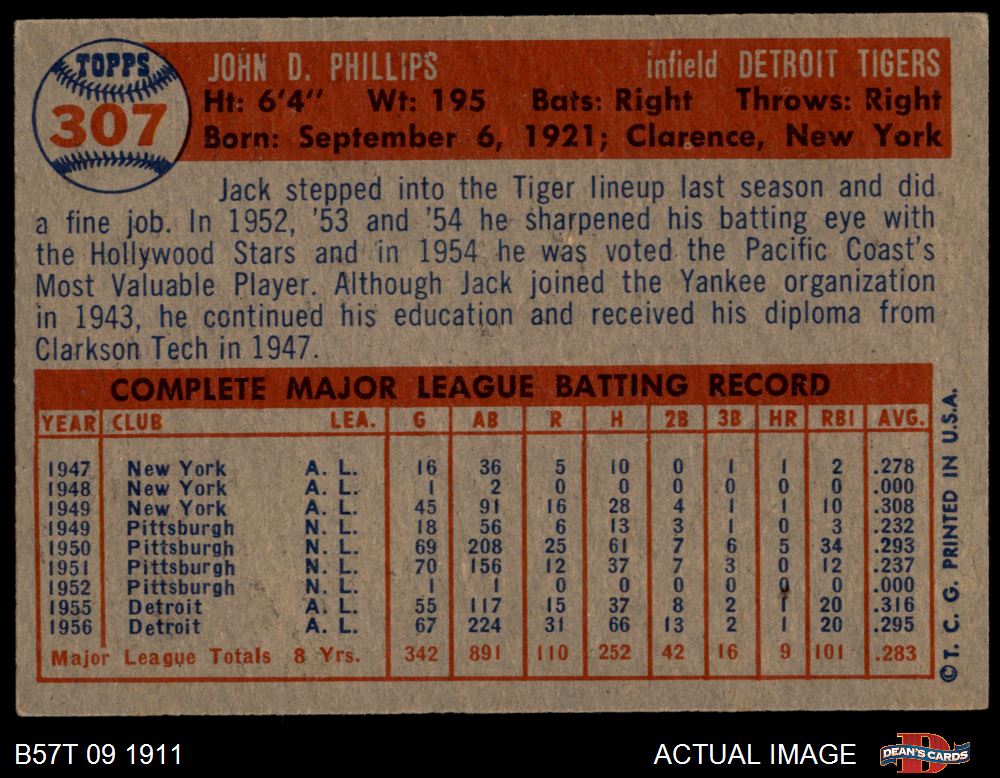 TOPPS
307
JOHN D. PHILLIPS infield DETROIT TIGERS
Ht: 6'4" Wt: 195 Bats: Right Throws: Right
Born: September 6, 1921; Clarence, New York
Jack stepped into the Tiger lineup last season and did
a fine job. In 1952, '53 and '54 he sharpened his batting eye with
the Hollywood Stars and in 1954 he was voted the Pacific Coast's
Most Valuable Player. Although Jack joined the Yankee organization
in 1943, he continued his education and received his diploma from
Clarkson Tech in 1947.
COMPLETE MAJOR LEAGUE BATTING RECORD
YEAR CLUB LEA. G AB R H 2B 3B HR RBI AVG.
1947 New York A. L. 16 36 5 10 0 1 1 2 .278
1948 New York A. L. 1 2 0 0 0 0 0 0 .000
1949 New York A. L. 45 91 16 28 4 1 1 10 .308
1949 Pittsburgh N. L. 18 56 6 13 3 1 0 3 .232
1950 Pittsburgh N. L. 69 208 25 61 7 6 5 34 .293
1951 Pittsburgh N. L. 70 156 12 37 7 3 0 12 .237
1952 Pittsburgh N. L. 1 1 0 0 0 0 0 0 .000
1955 Detroit A. L. 55 117 15 37 8 2 1 20 .316
1956 Detroit A. L. 67 224 31 66 13 2 1 20 .295
Major League Totals 8 Yrs. 342 891 110 252 42 16 9 101 .283
© T. C. G. PRINTED IN U.S.A.
B57T 09 1911
ACTUAL IMAGE
D
DEAN'S CARDS